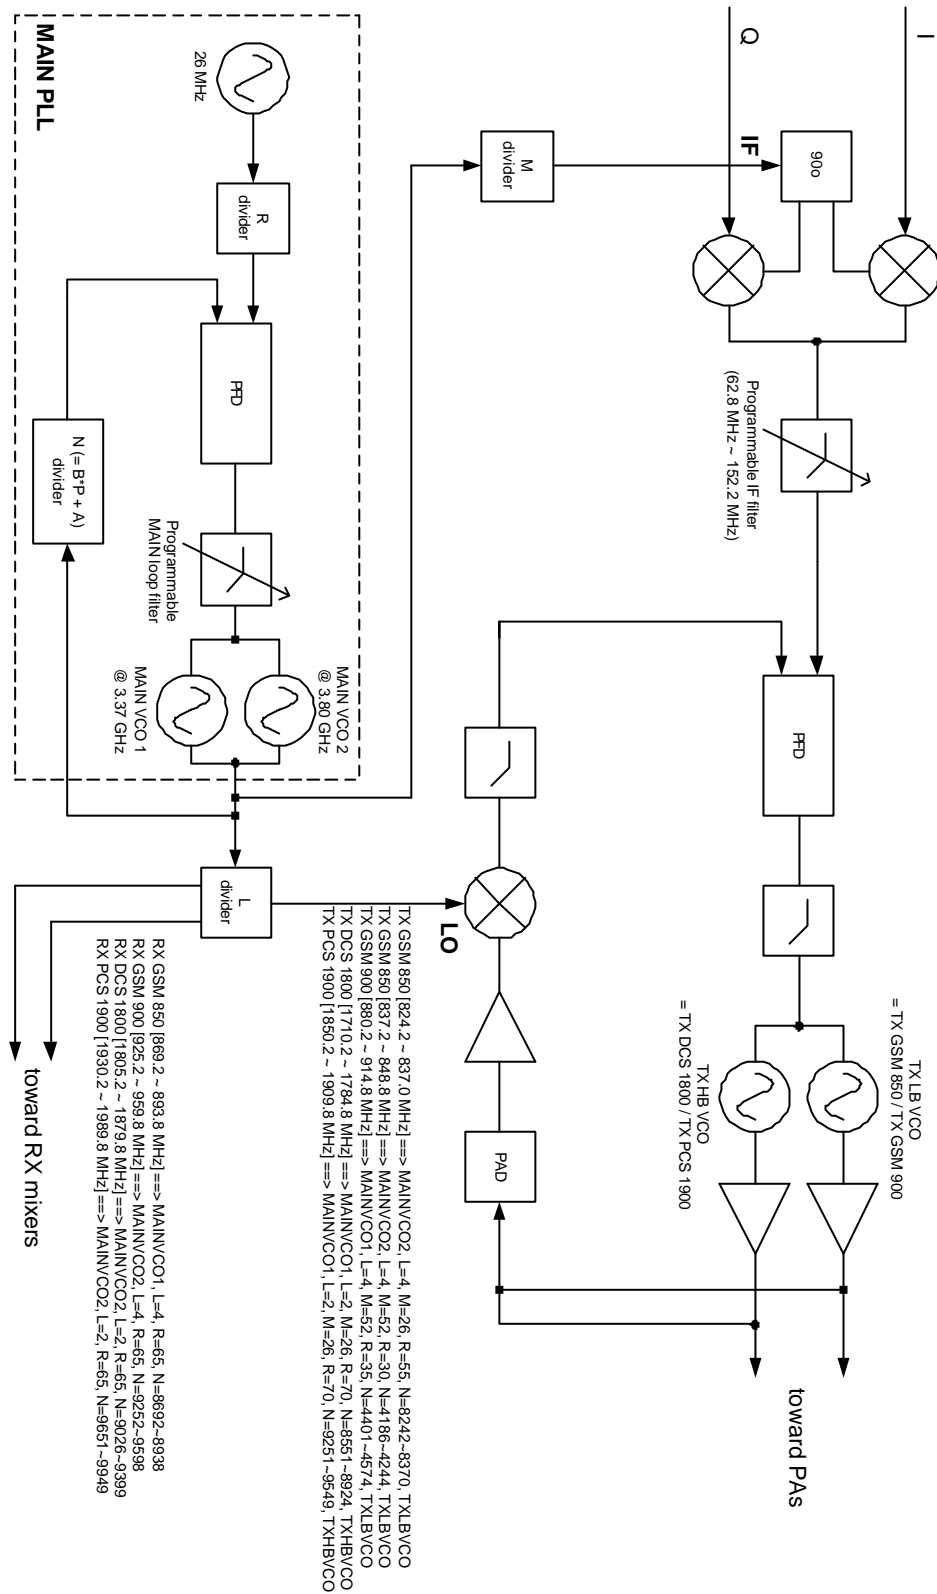 I
Q
90o
IF
M
divider
Programmable IF filter
(62.8 MHz ~ 152.2 MHz)
PFD
TX LB VCO
= TX GSM 850 / TX GSM 900
TX HB VCO
= TX DCS 1800 / TX PCS 1900
toward PAs
PAD
LO
MAIN PLL
26 MHz
R
divider
PFD
N (= B*P + A)
divider
Programmable
MAIN loop filter
MAIN VCO 2
@ 3.80 GHz
MAIN VCO 1
@ 3.37 GHz
L
divider
TX GSM 850 [824.2 ~ 837.0 MHz] ==> MAINVCO2, L=4, M=26, R=55, N=8242~8370, TXLBVCO
TX GSM 850 [837.2 ~ 848.8 MHz] ==> MAINVCO2, L=4, M=52, R=30, N=4186~4244, TXLBVCO
TX GSM 900 [880.2 ~ 914.8 MHz] ==> MAINVCO1, L=4, M=52, R=35, N=4401~4574, TXLBVCO
TX DCS 1800 [1710.2 ~ 1784.8 MHz] ==> MAINVCO1, L=2, M=26, R=70, N=8551~8924, TXHBVCO
TX PCS 1900 [1850.2 ~ 1909.8 MHz] ==> MAINVCO1, L=2, M=26, R=70, N=9251~9549, TXHBVCO
RX GSM 850 [869.2 ~ 893.8 MHz] ==> MAINVCO1, L=4, R=65, N=8692~8938
RX GSM 900 [925.2 ~ 959.8 MHz] ==> MAINVCO2, L=4, R=65, N=9252~9598
RX DCS 1800 [1805.2 ~ 1879.8 MHz] ==> MAINVCO2, L=2, R=65, N=9026~9399
RX PCS 1900 [1930.2 ~ 1989.8 MHz] ==> MAINVCO2, L=2, R=65, N=9651~9949
toward RX mixers